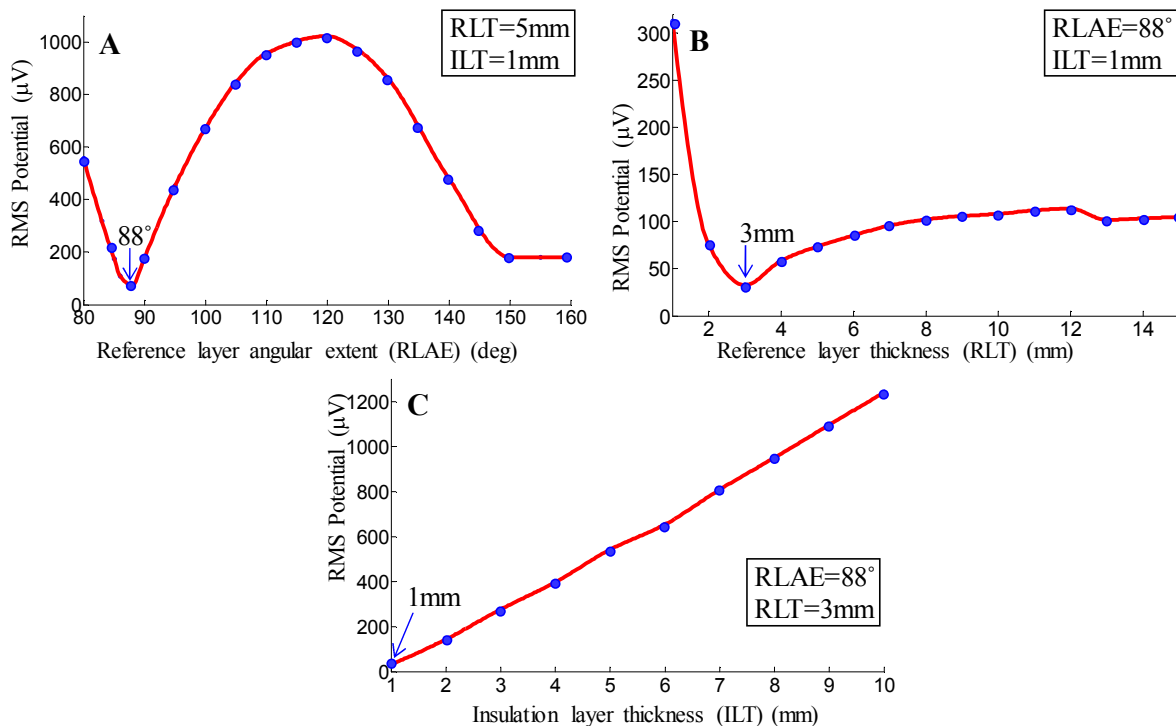 A
RLT=5mm
ILT=1mm
RMS Potential (μV)
1000
800
600
400
200
0
88°
80 90 100 110 120 130 140 150 160
Reference layer angular extent (RLAE) (deg)
B
RLAE=88°
ILT=1mm
RMS Potential (μV)
300
250
200
150
100
50
0
3mm
2 4 6 8 10 12 14
Reference layer thickness (RLT) (mm)
C
RMS Potential (μV)
1200
1000
800
600
400
200
0
1mm
RLAE=88°
RLT=3mm
1 2 3 4 5 6 7 8 9 10
Insulation layer thickness (ILT) (mm)